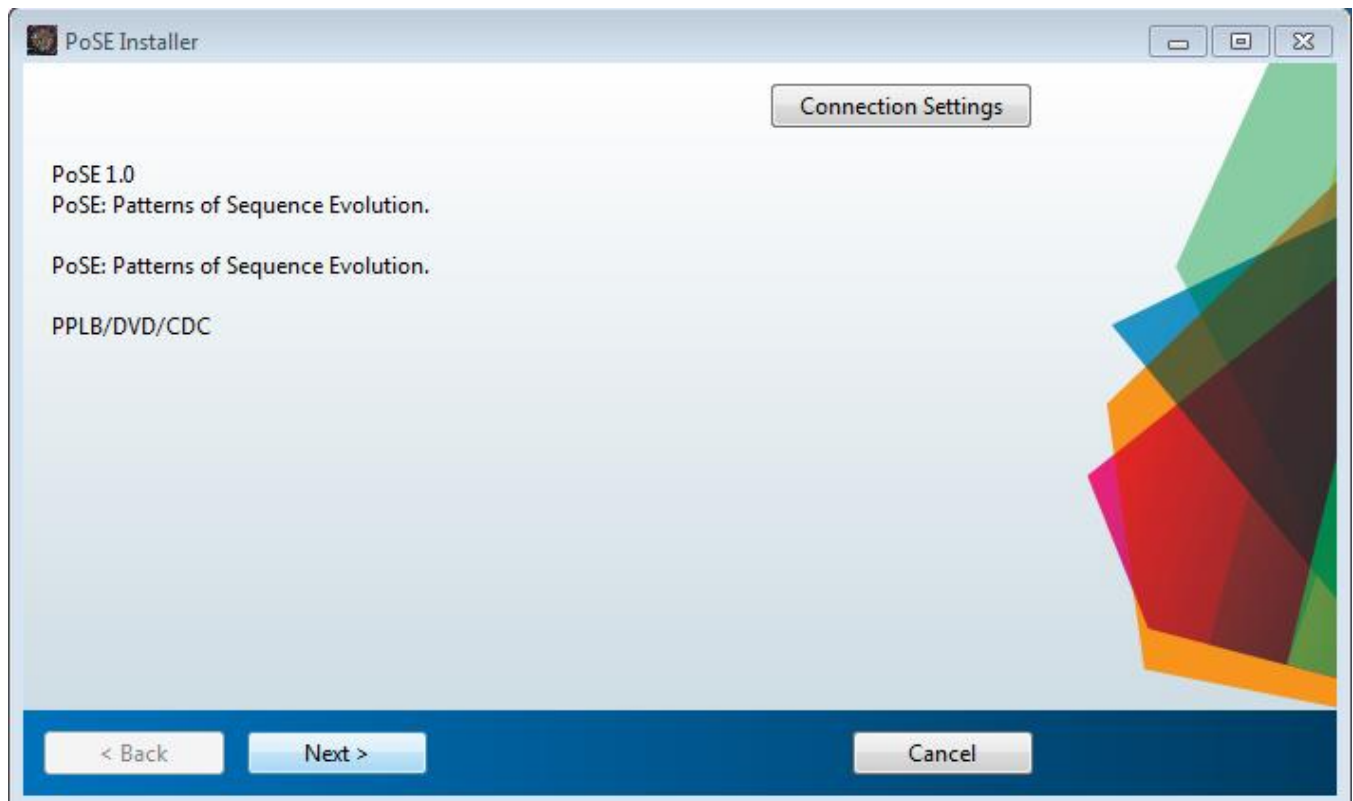 PoSE Installer
Connection Settings
PoSE 1.0
PoSE: Patterns of Sequence Evolution.
PoSE: Patterns of Sequence Evolution.
PPLB/DVD/CDC
< Back
Next >
Cancel